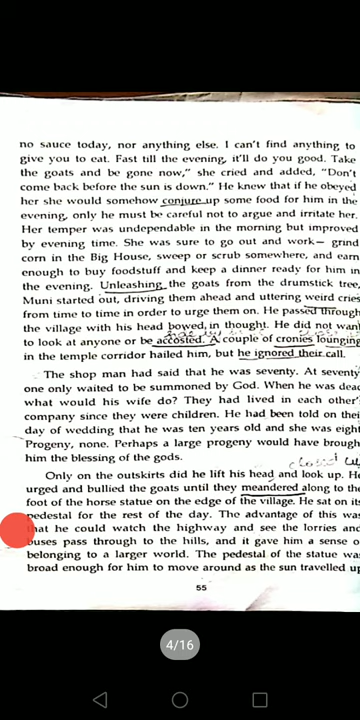 no sauce today, nor anything else. I can't find anything to
give you to eat. Fast till the evening, it'll do you good. Take
the goats and be gone now," she cried and added, "Don't
come back before the sun is down." He knew that if he obeyed
her she would somehow conjure up some food for him in the
evening, only he must be careful not to argue and irritate her.
Her temper was undependable in the morning but improved
by evening time. She was sure to go out and work— grind
corn in the Big House, sweep or scrub somewhere, and earn
enough to buy foodstuff and keep a dinner ready for him in
the evening. Unleashing the goats from the drumstick tree,
Muni started out, driving them ahead and uttering weird cries
from time to time in order to urge them on. He passed through
the village with his head bowed in thought. He did not wan
to look at anyone or be accosted. A couple of cronies lounging
in the temple corridor hailed him, but he ignored their call.
The shop man had said that he was seventy. At seventy
one only waited to be summoned by God. When he was dea
what would his wife do? They had lived in each other'
company since they were children. He had been told on thei
day of wedding that he was ten years old and she was eight
Progeny, none. Perhaps a large progeny would have brough
him the blessing of the gods.
Only on the outskirts did he lift his head and look up. He
urged and bullied the goats until they meandered along to the
foot of the horse statue on the edge of the village. He sat on its
pedestal for the rest of the day. The advantage of this was
that he could watch the highway and see the lorries and
buses pass through to the hills, and it gave him a sense o
belonging to a larger world. The pedestal of the statue wa
broad enough for him to move around as the sun travelled up
55
4/16